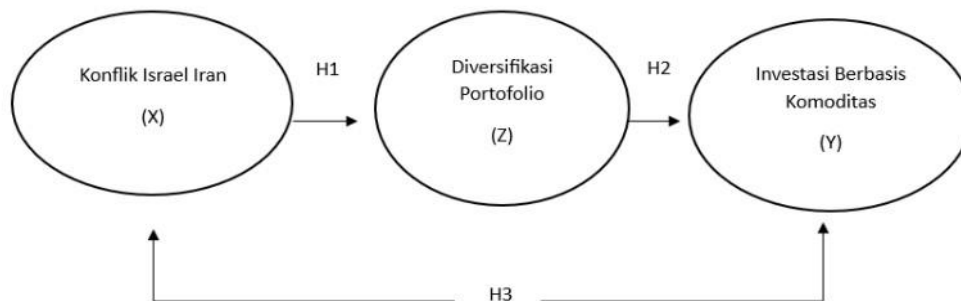 Konflik Israel Iran
(X)
H1
Diversifikasi
Portofolio
(Z)
H2
Investasi Berbasis
Komoditas
(Y)
H3